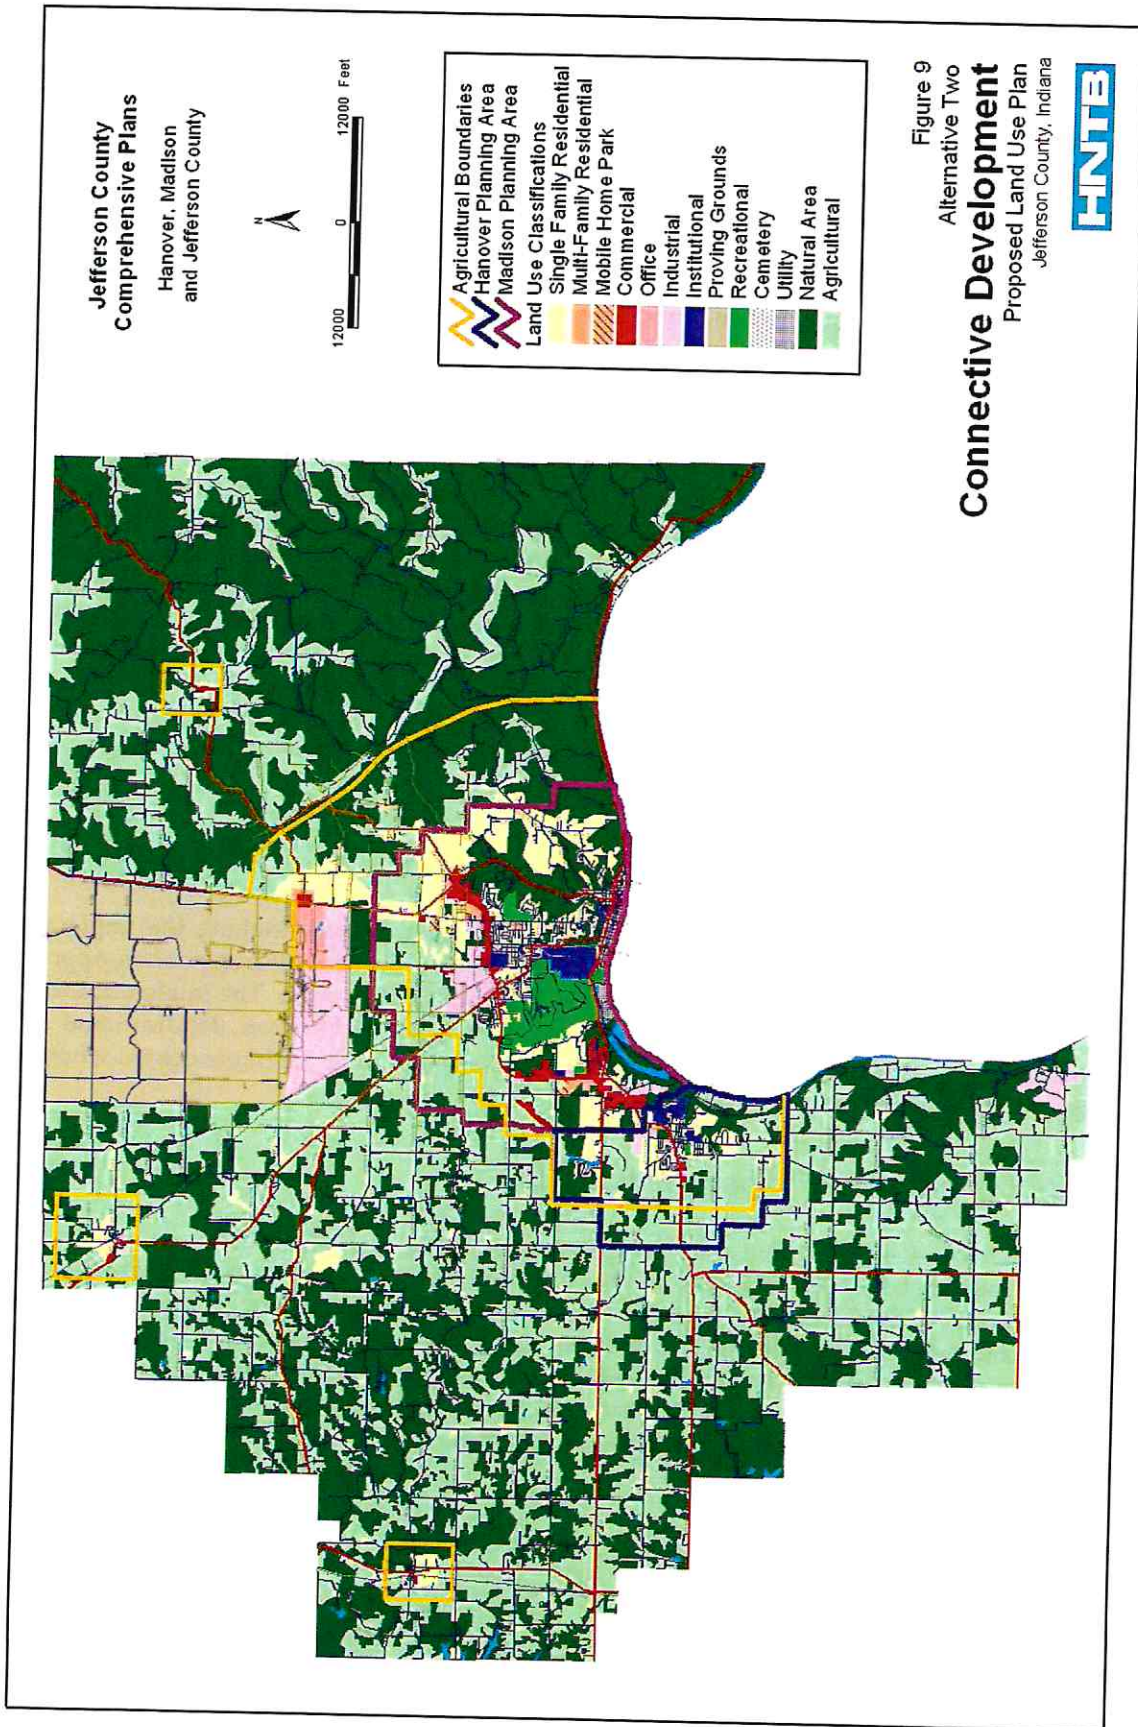 Jefferson County
Comprehensive Plans
Hanover, Madison
and Jefferson County
N
12000 0 12000 Feet
Agricultural Boundaries
Hanover Planning Area
Madison Planning Area
Land Use Classifications
Single Family Residential
Multi-Family Residential
Mobile Home Park
Commercial
Office
Industrial
Institutional
Proving Grounds
Recreational
Cemetery
Utility
Natural Area
Agricultural
Figure 9
Alternative Two
Connective Development
Proposed Land Use Plan
Jefferson County, Indiana
HNTB